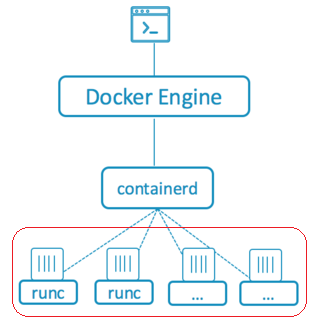 Docker Engine
containerd
runc runc ... ...